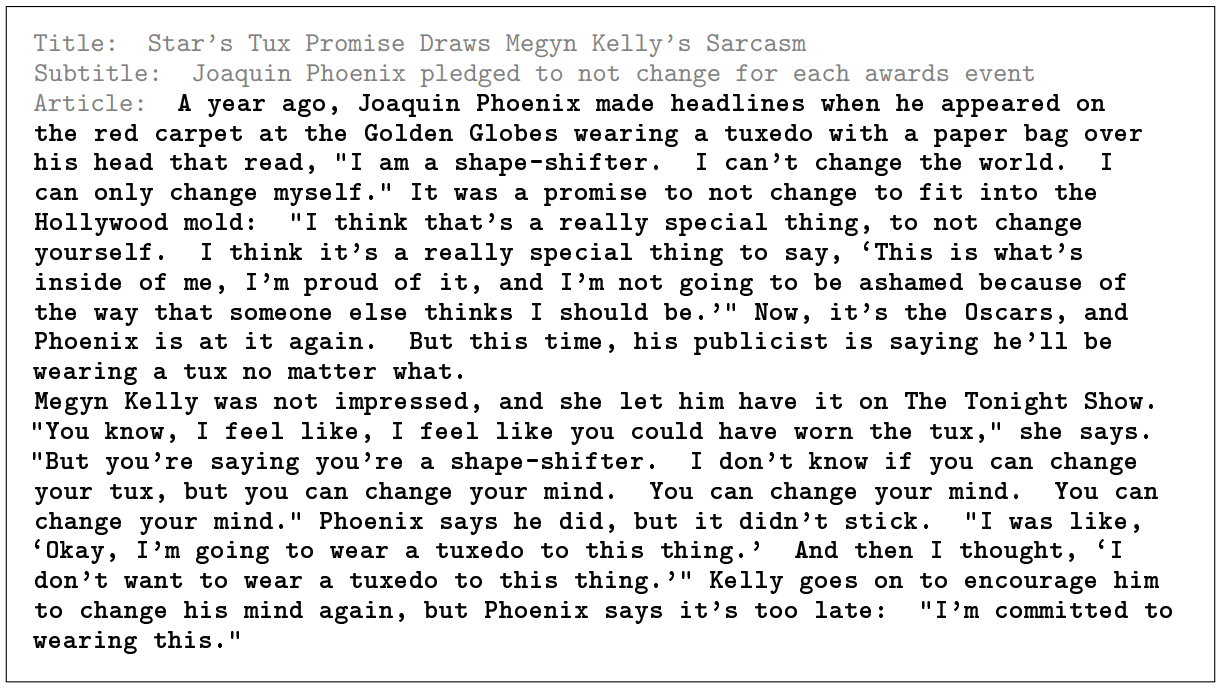 Title: Star's Tux Promise Draws Megyn Kelly's Sarcasm
Subtitle: Joaquin Phoenix pledged to not change for each awards event
Article: A year ago, Joaquin Phoenix made headlines when he appeared on
the red carpet at the Golden Globes wearing a tuxedo with a paper bag over
his head that read, "I am a shape-shifter. I can't change the world. I
can only change myself." It was a promise to not change to fit into the
Hollywood mold: "I think that's a really special thing, to not change
yourself. I think it's a really special thing to say, ‘This is what's
inside of me, I'm proud of it, and I'm not going to be ashamed because of
the way that someone else thinks I should be.’" Now, it's the Oscars, and
Phoenix is at it again. But this time, his publicist is saying he'll be
wearing a tux no matter what.
Megyn Kelly was not impressed, and she let him have it on The Tonight Show.
"You know, I feel like, I feel like you could have worn the tux," she says.
"But you're saying you're a shape-shifter. I don't know if you can change
your tux, but you can change your mind. You can change your mind. You can
change your mind." Phoenix says he did, but it didn't stick. "I was like,
‘Okay, I'm going to wear a tuxedo to this thing.’ And then I thought, ‘I
don't want to wear a tuxedo to this thing.’" Kelly goes on to encourage him
to change his mind again, but Phoenix says it's too late: "I'm committed to
wearing this."